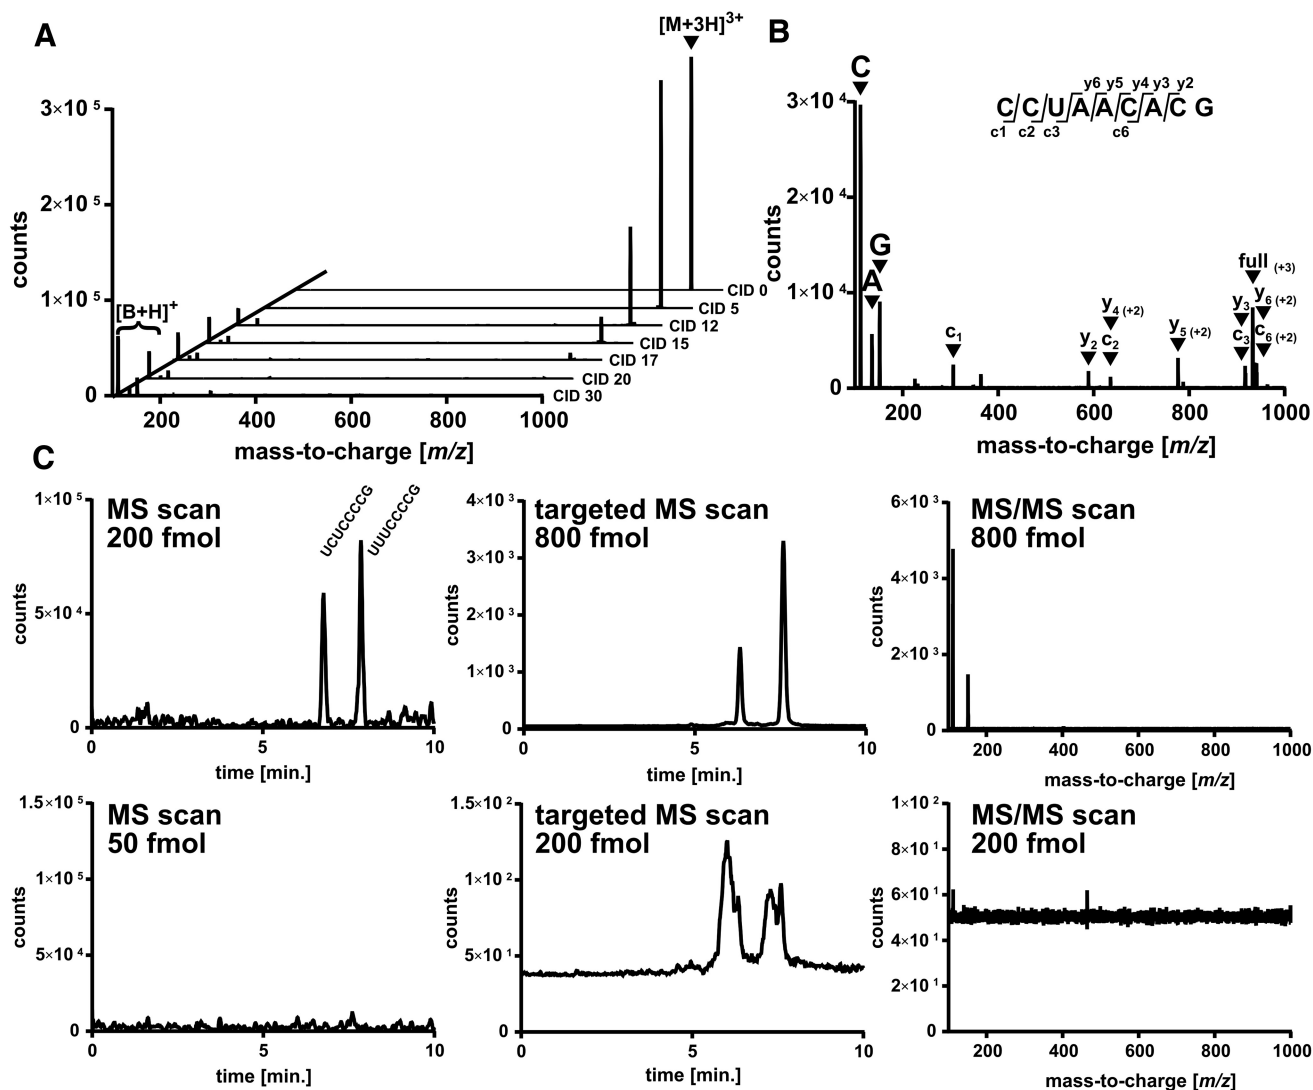 A
[M+3H]3+
3×10 5
2×10 5
1×10 5
0
counts
[B+H]+
CID 0
CID 5
CID 12
CID 15
CID 17
CID 20
CID 30
200
400
600
800
1000
mass-to-charge [m/z]
B
C
y6 y5 y4 y3 y2
C C U A A C A C G
c1 c2 c3 c6
3×10 4
2×10 4
1×10 4
0
counts
G
A
c1
y2
y4 (+2)
c2
y5 (+2)
full (+3)
y3
y6 (+2)
c3
c6 (+2)
200
400
600
800
1000
mass-to-charge [m/z]
C
MS scan
200 fmol
UCUCCCCG
UUUCCCCG
1×10 5
5×10 4
0
counts
0
5
10
time [min.]
targeted MS scan
800 fmol
4×10 3
3×10 3
2×10 3
1×10 3
0
counts
0
5
10
time [min.]
MS/MS scan
800 fmol
6×10 3
4×10 3
2×10 3
0
counts
200
400
600
800
1000
mass-to-charge [m/z]
MS scan
50 fmol
1.5×10 5
1×10 5
5×10 4
0
counts
0
5
10
time [min.]
targeted MS scan
200 fmol
1.5×10 2
1×10 2
5×10 1
0
counts
0
5
10
time [min.]
MS/MS scan
200 fmol
1×10 2
8×10 1
6×10 1
4×10 1
2×10 1
0
counts
200
400
600
800
1000
mass-to-charge [m/z]